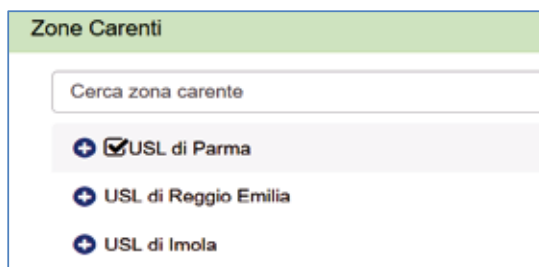 Zone Carenti
Cerca zona carente
USL di Parma
USL di Reggio Emilia
USL di Imola